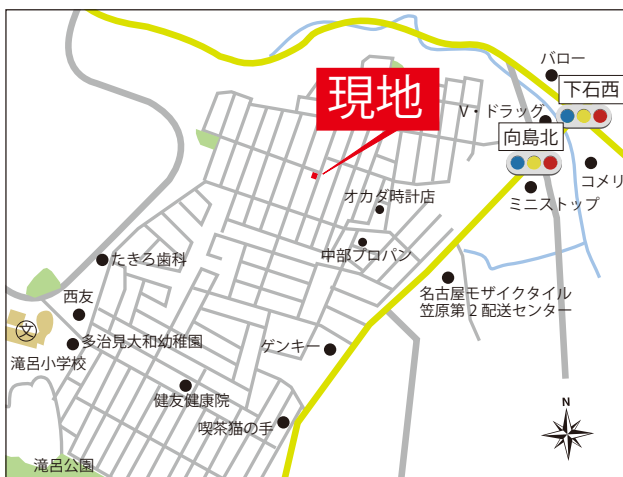 バロー
下石西
現地
V・ドラッグ
向島北
コメリ
オカダ時計店
ミニストップ
中部プロパン
たきろ歯科
名古屋モザイクタイル
笠原第2配送センター
西友
多治見大和幼稚園
ゲンキー
文
滝呂小学校
健友健康院
喫茶猫の手
N
滝呂公園